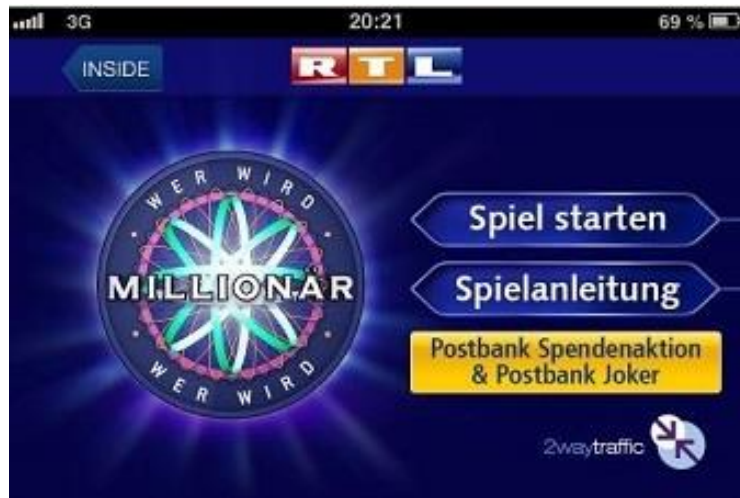 3G 20:21 69 %
INSIDE
RTL
WER WIRD
MILLIONÄR
WER WIRD
Spiel starten
Spielanleitung
Postbank Spendenaktion
& Postbank Joker
2waytraffic